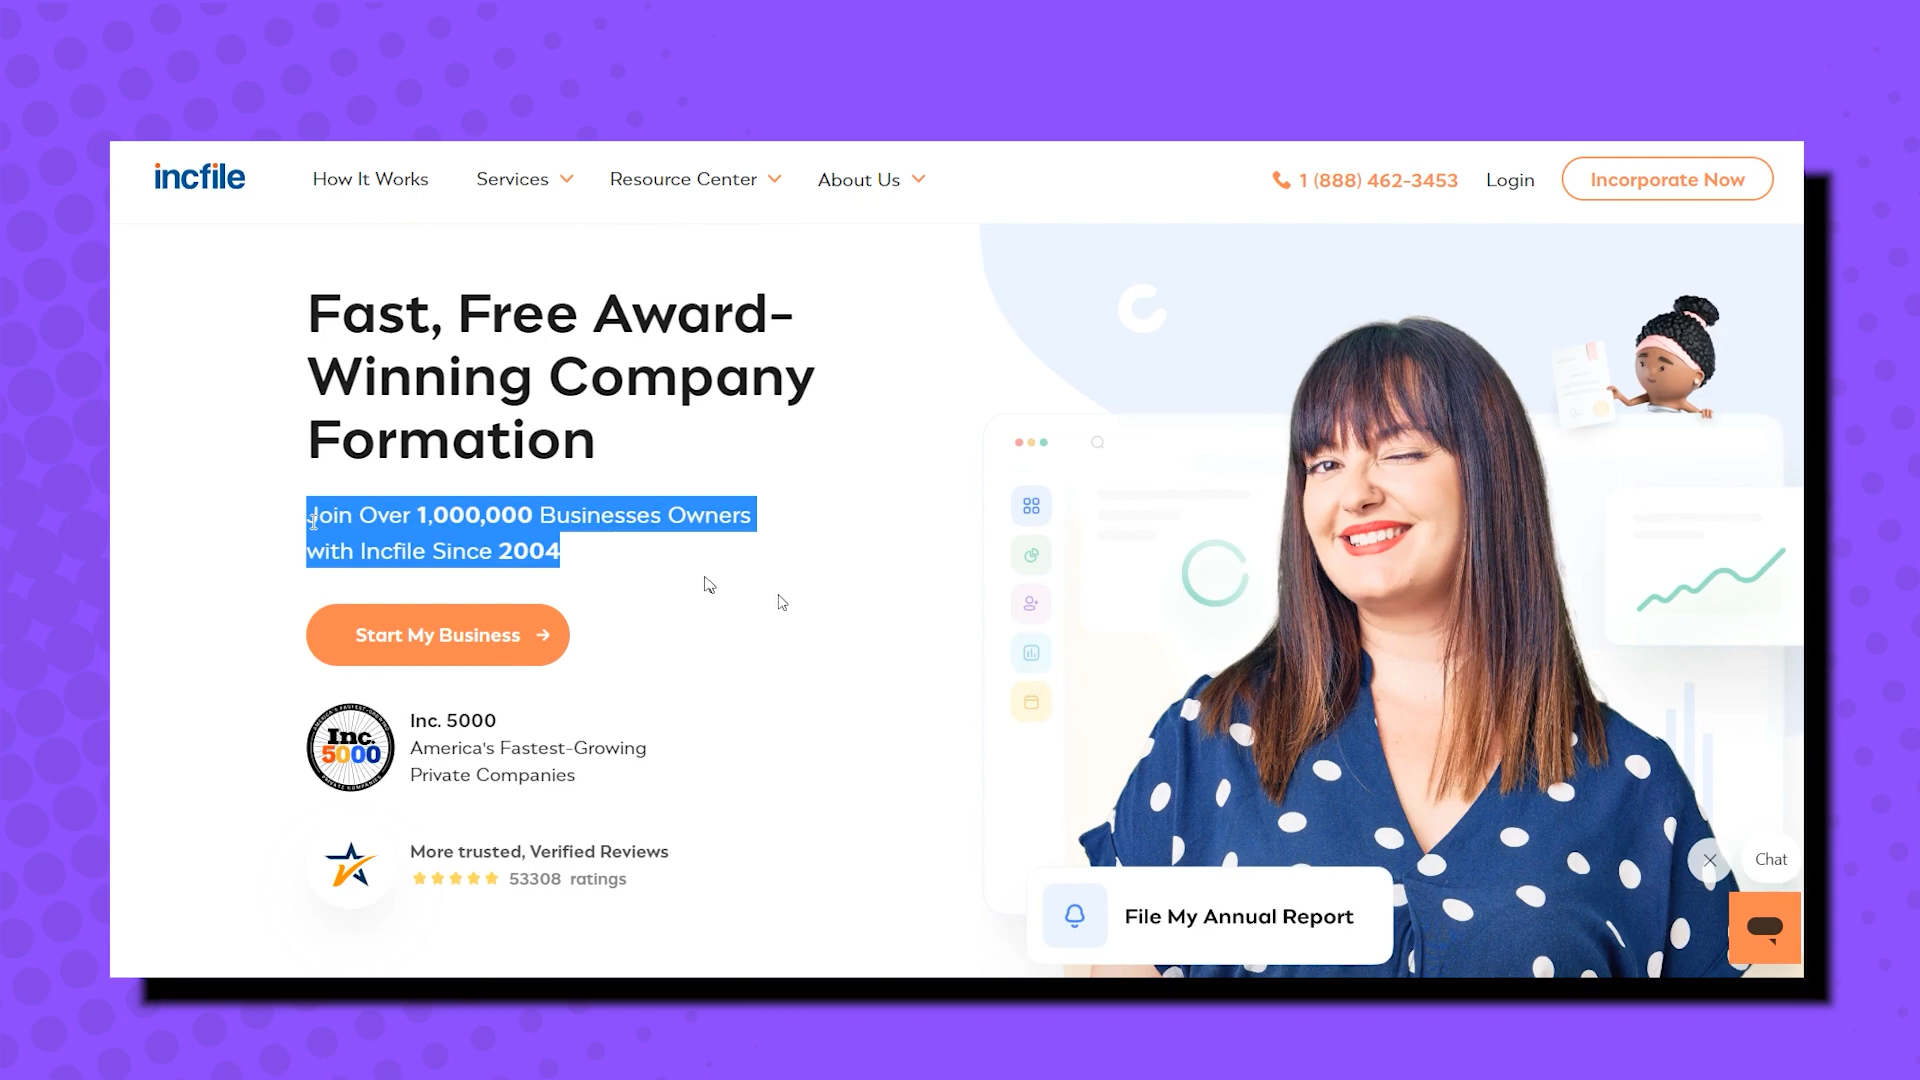 incfile
How It Works
Services
Resource Center
About Us
1 (888) 462-3453
Login
Incorporate Now
Fast, Free Award-
Winning Company
Formation
Join Over 1,000,000 Businesses Owners
with Incfile Since 2004
Start My Business
Inc.
5000
Inc. 5000
America's Fastest-Growing
Private Companies
More trusted, Verified Reviews
53308 ratings
File My Annual Report
Chat